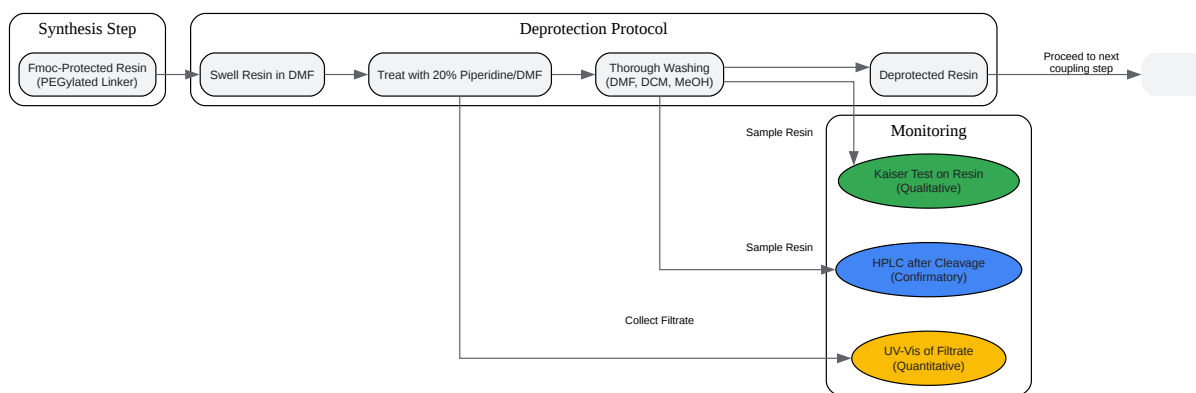 Synthesis Step
Deprotection Protocol
Fmoc-Protected Resin
(PEGylated Linker)
Swell Resin in DMF
Treat with 20% Piperidine/DMF
Thorough Washing
(DMF, DCM, MeOH)
Deprotected Resin
Proceed to next
coupling step
Monitoring
Sample Resin
Kaiser Test on Resin
(Qualitative)
Sample Resin
HPLC after Cleavage
(Confirmatory)
Collect Filtrate
UV-Vis of Filtrate
(Quantitative)